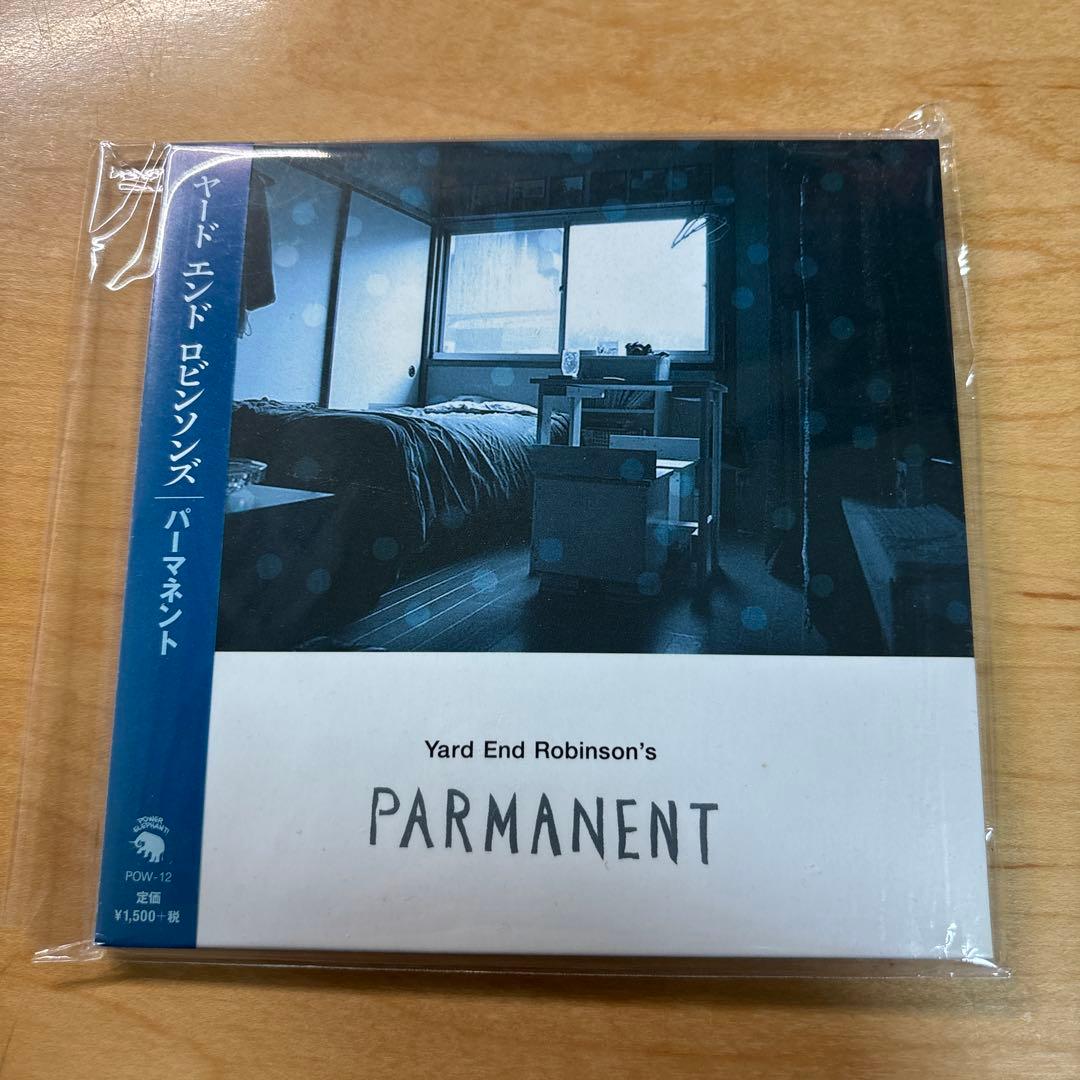 ヤード エンド ロビンソンズ｜パーマネント
POWER
ELEPHANT!
POW-12
定価
¥1,500+税
Yard End Robinson's
PARMANENT